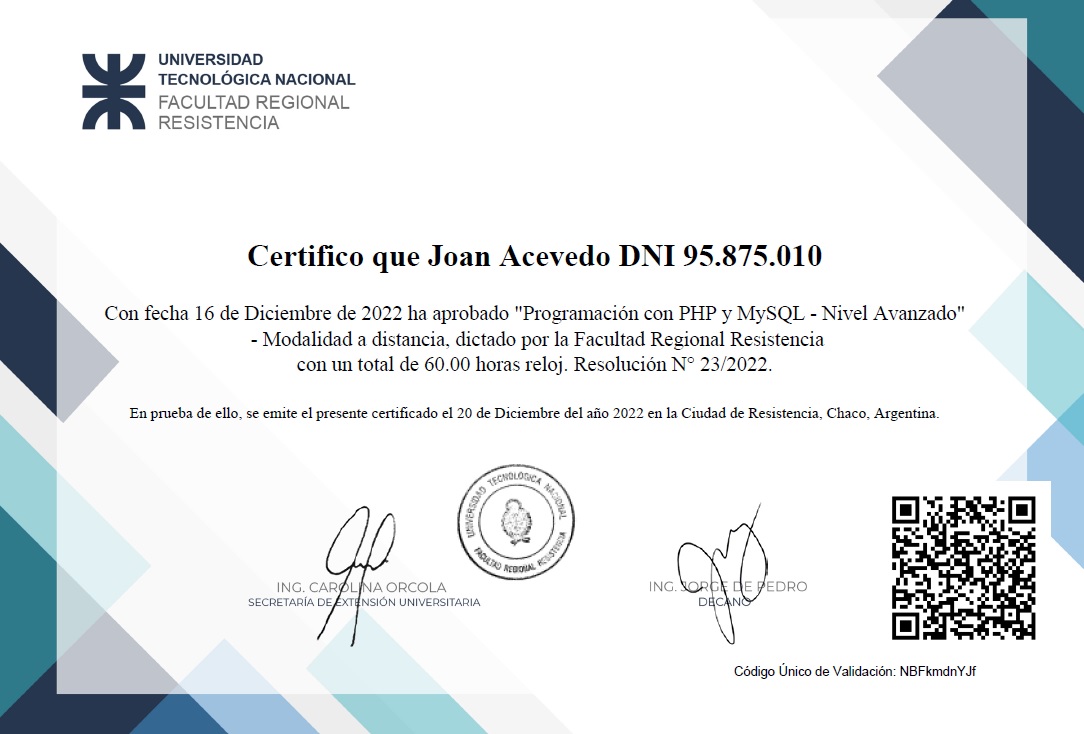 UNIVERSIDAD
TECNOLÓGICA NACIONAL
FACULTAD REGIONAL
RESISTENCIA
Certifico que Joan Acevedo DNI 95.875.010
Con fecha 16 de Diciembre de 2022 ha aprobado "Programación con PHP y MySQL - Nivel Avanzado"
- Modalidad a distancia, dictado por la Facultad Regional Resistencia
con un total de 60.00 horas reloj. Resolución N° 23/2022.
En prueba de ello, se emite el presente certificado el 20 de Diciembre del año 2022 en la Ciudad de Resistencia, Chaco, Argentina.
UNIVERSIDAD TECNOLÓGICA NACIONAL
FACULTAD REGIONAL RESISTENCIA
ING. CAROLINA ORCOLA
SECRETARÍA DE EXTENSIÓN UNIVERSITARIA
ING. JORGE DE PEDRO
DECANO
Código Único de Validación: NBFkmdnYJf